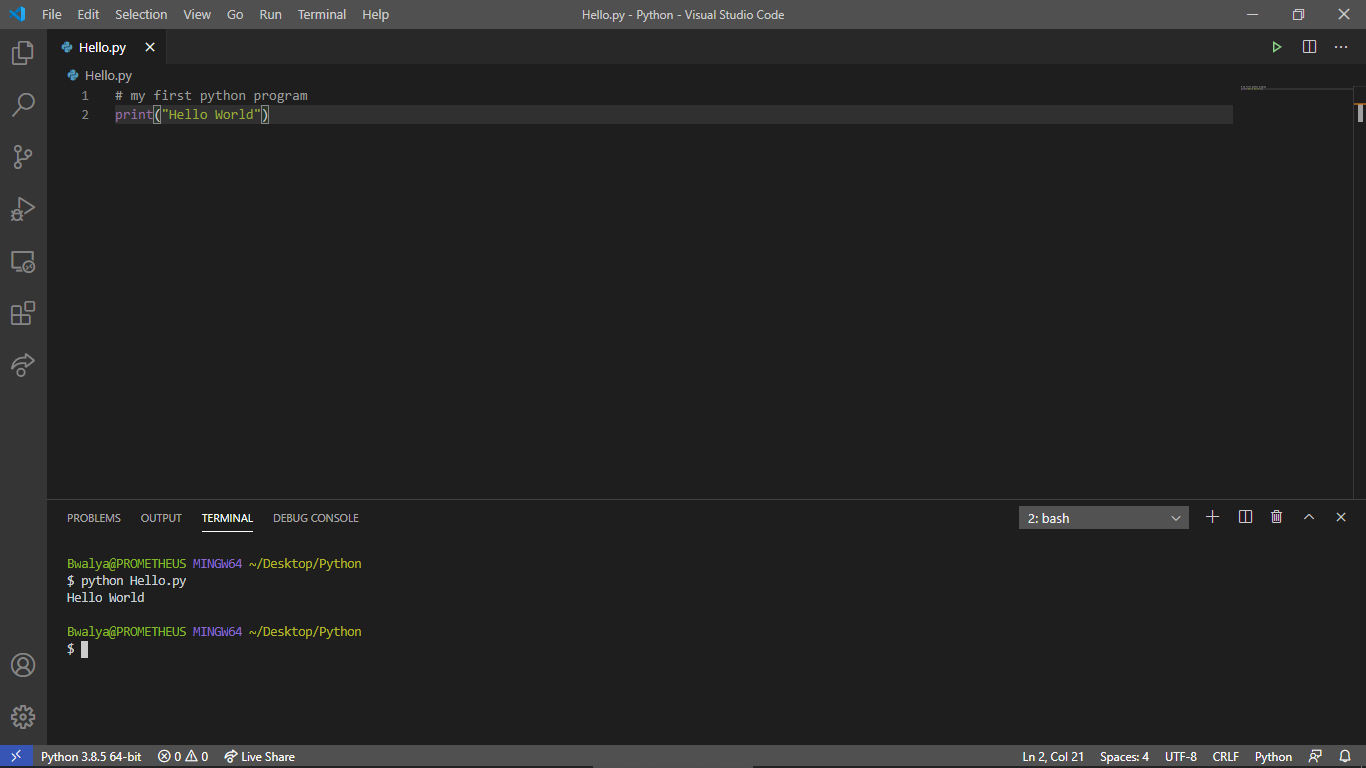 File Edit Selection View Go Run Terminal Help Hello.py - Python - Visual Studio Code
Hello.py
Hello.py
1 # my first python program
2 print("Hello World")
PROBLEMS OUTPUT TERMINAL DEBUG CONSOLE 2: bash
Bwalya@PROMETHEUS MINGW64 ~/Desktop/Python
$ python Hello.py
Hello World
Bwalya@PROMETHEUS MINGW64 ~/Desktop/Python
$
Python 3.8.5 64-bit 0 0 Live Share Ln 2, Col 21 Spaces: 4 UTF-8 CRLF Python